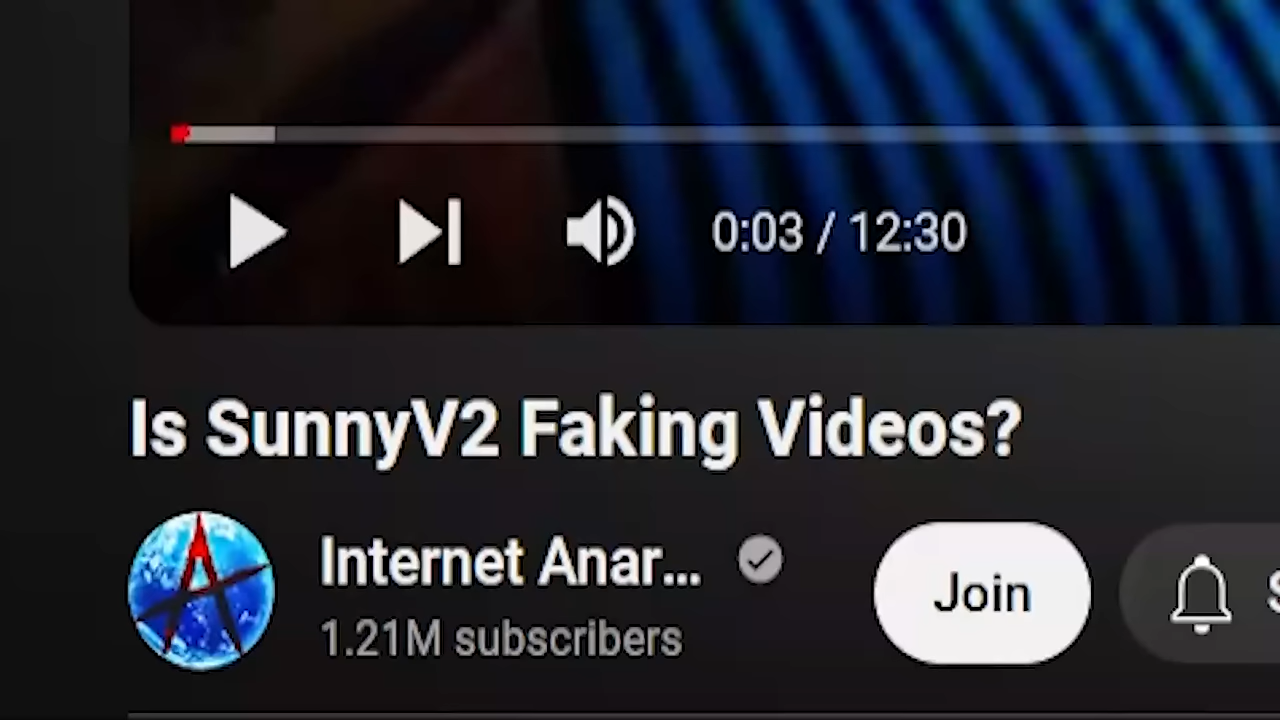 0:03 / 12:30
Is SunnyV2 Faking Videos?
Internet Anar...
1.21M subscribers
Join